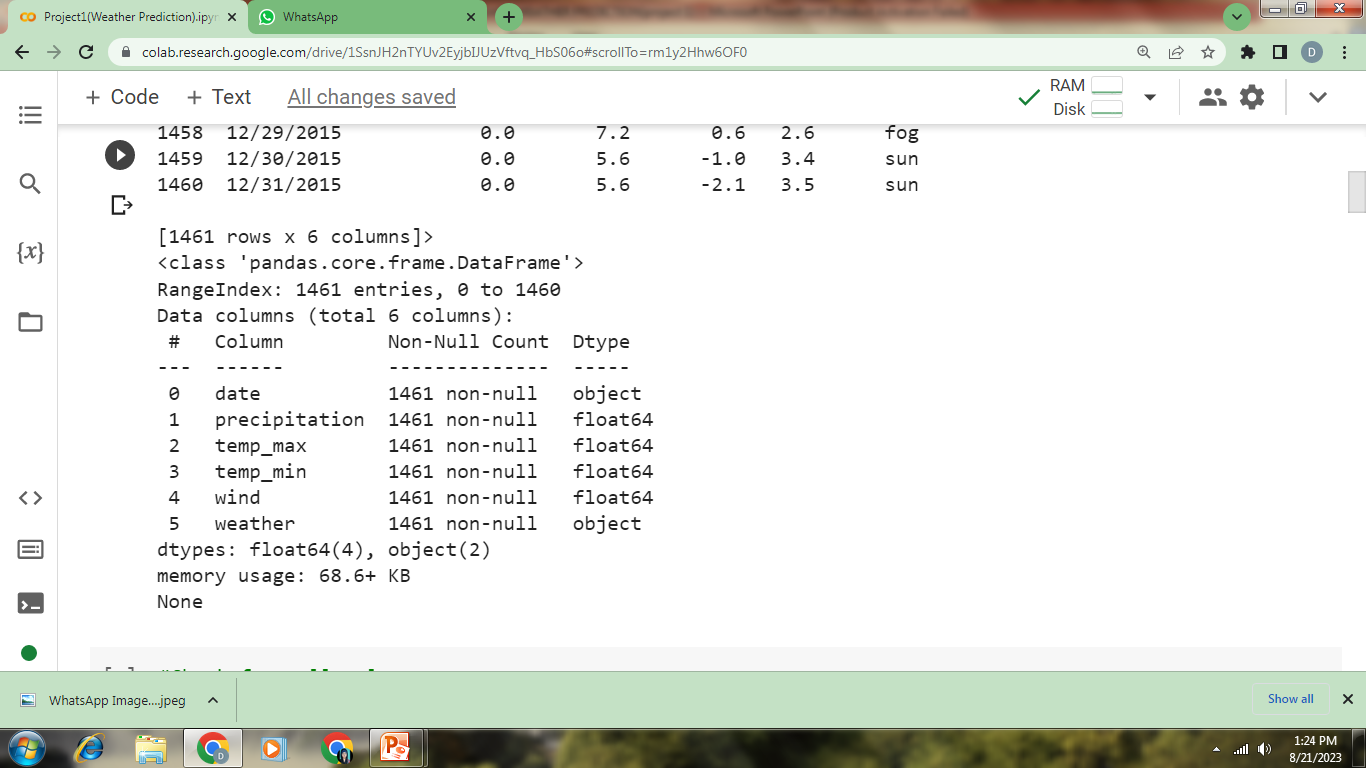 Project1(Weather Prediction).ipyn
WhatsApp
colab.research.google.com/drive/1SsnJH2nTYUv2EyjbIJUzVftvq_HbS06o#scrollTo=rm1y2Hhw6OF0
D
+ Code + Text All changes saved
RAM
Disk
1458 12/29/2015 0.0 7.2 0.6 2.6 fog
1459 12/30/2015 0.0 5.6 -1.0 3.4 sun
1460 12/31/2015 0.0 5.6 -2.1 3.5 sun
{x}
[1461 rows x 6 columns]>
<class 'pandas.core.frame.DataFrame'>
RangeIndex: 1461 entries, 0 to 1460
Data columns (total 6 columns):
# Column Non-Null Count Dtype
--- ------ -------------- -----
0 date 1461 non-null object
1 precipitation 1461 non-null float64
2 temp_max 1461 non-null float64
3 temp_min 1461 non-null float64
4 wind 1461 non-null float64
5 weather 1461 non-null object
dtypes: float64(4), object(2)
memory usage: 68.6+ KB
None
WhatsApp Image....jpeg
Show all
1:24 PM
8/21/2023